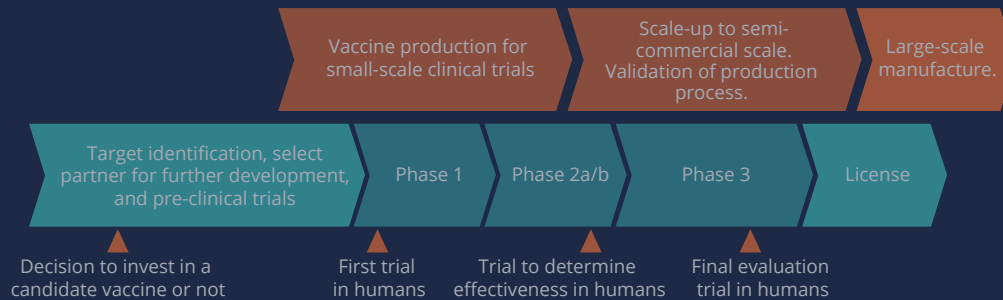 Vaccine production for
small-scale clinical trials
Scale-up to semi-
commercial scale.
Validation of production
process.
Large-scale
manufacture.
Target identification, select
partner for further development,
and pre-clinical trials
Phase 1
Phase 2a/b
Phase 3
License
Decision to invest in a
candidate vaccine or not
First trial
in humans
Trial to determine
effectiveness in humans
Final evaluation
trial in humans